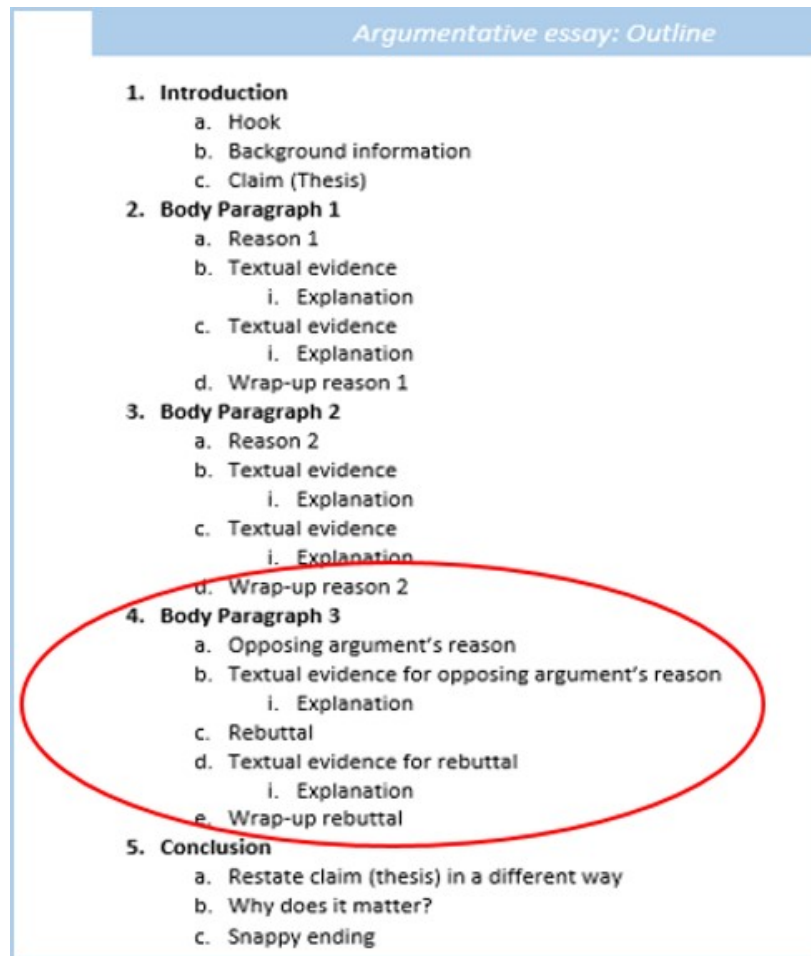 Argumentative essay: Outline
1. Introduction
a. Hook
b. Background information
c. Claim (Thesis)
2. Body Paragraph 1
a. Reason 1
b. Textual evidence
i. Explanation
c. Textual evidence
i. Explanation
d. Wrap-up reason 1
3. Body Paragraph 2
a. Reason 2
b. Textual evidence
i. Explanation
c. Textual evidence
i. Explanation
d. Wrap-up reason 2
4. Body Paragraph 3
a. Opposing argument's reason
b. Textual evidence for opposing argument's reason
i. Explanation
c. Rebuttal
d. Textual evidence for rebuttal
i. Explanation
e. Wrap-up rebuttal
5. Conclusion
a. Restate claim (thesis) in a different way
b. Why does it matter?
c. Snappy ending